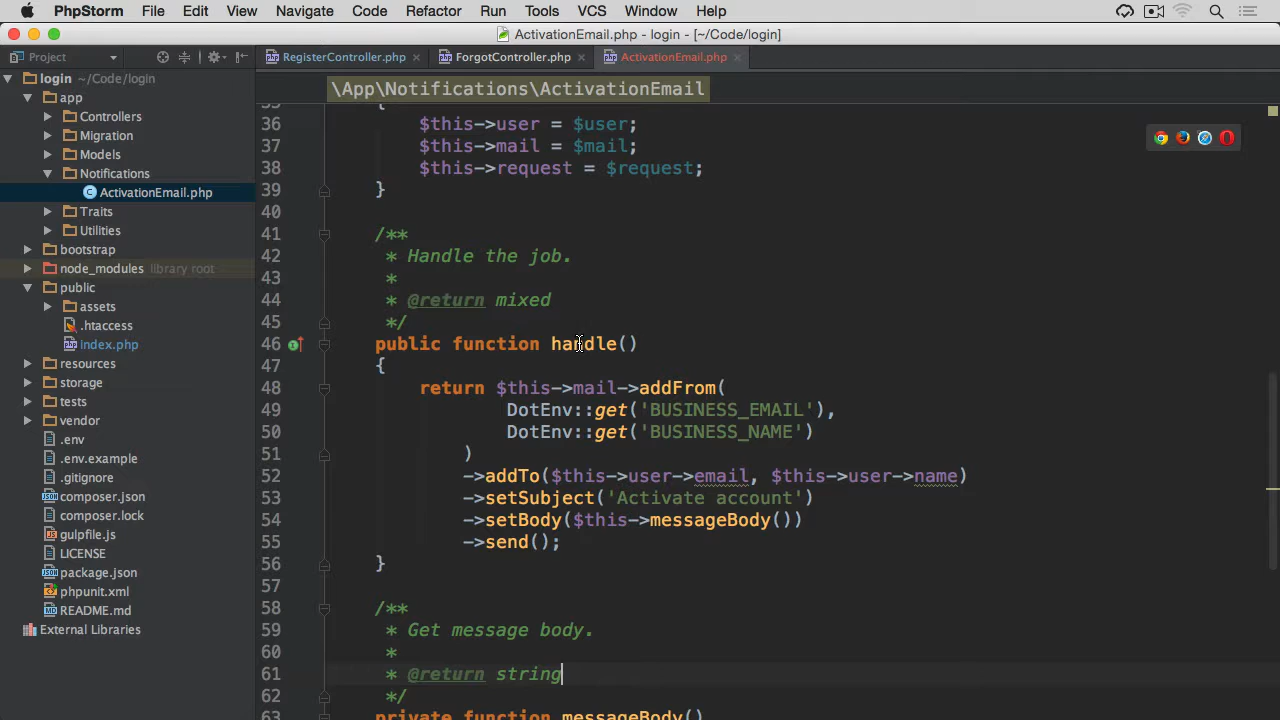 PhpStorm File Edit View Navigate Code Refactor Run Tools VCS Window Help
ActivationEmail.php - login - [~/Code/login]
Project
RegisterController.php
ForgotController.php
ActivationEmail.php
login ~/Code/login
app
Controllers
Migration
Models
Notifications
ActivationEmail.php
Traits
Utilities
bootstrap
node_modules library root
public
assets
.htaccess
index.php
resources
storage
tests
vendor
.env
.env.example
.gitignore
composer.json
composer.lock
gulpfile.js
LICENSE
package.json
phpunit.xml
README.md
External Libraries
\App\Notifications\ActivationEmail
35 {
36 $this->user = $user;
37 $this->mail = $mail;
38 $this->request = $request;
39 }
40
41 /**
42 * Handle the job.
43 *
44 * @return mixed
45 */
46 public function handle()
47 {
48 return $this->mail->addFrom(
49 DotEnv::get('BUSINESS_EMAIL'),
50 DotEnv::get('BUSINESS_NAME')
51 )
52 ->addTo($this->user->email, $this->user->name)
53 ->setSubject('Activate account')
54 ->setBody($this->messageBody())
55 ->send();
56 }
57
58 /**
59 * Get message body.
60 *
61 * @return string
62 */
63 private function messageBody()